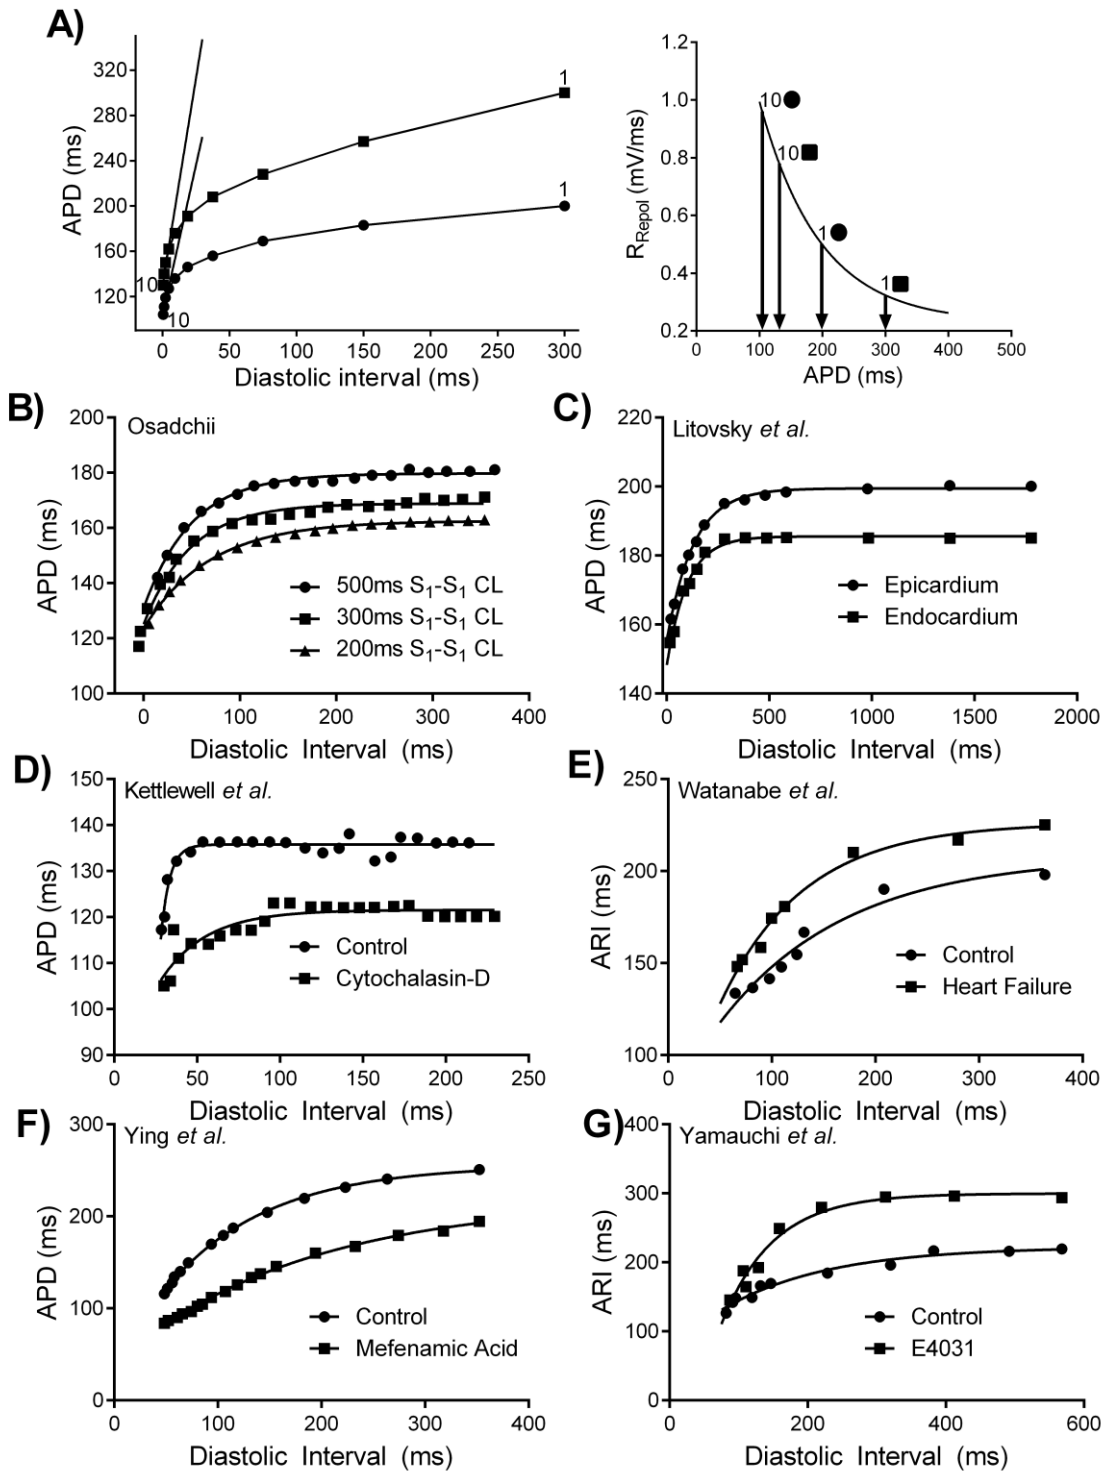 A)
APD (ms)
320
280
240
200
160
120
1
1
10
10
0
50
100
150
200
250
300
Diastolic interval (ms)
R_Repol (mV/ms)
1.2
1.0
0.8
0.6
0.4
0.2
10
10
1
1
0
100
200
300
400
500
APD (ms)
B)
Osadchii
APD (ms)
200
180
160
140
120
100
500ms S₁-S₁ CL
300ms S₁-S₁ CL
200ms S₁-S₁ CL
0
100
200
300
400
Diastolic Interval (ms)
C)
Litovsky et al.
APD (ms)
220
200
180
160
140
Epicardium
Endocardium
0
500
1000
1500
2000
Diastolic Interval (ms)
D)
Kettlewell et al.
APD (ms)
150
140
130
120
110
100
90
Control
Cytochalasin-D
0
50
100
150
200
250
Diastolic Interval (ms)
E)
Watanabe et al.
ARI (ms)
250
200
150
100
Control
Heart Failure
0
100
200
300
400
Diastolic Interval (ms)
F)
Ying et al.
APD (ms)
300
200
100
0
Control
Mefenamic Acid
0
100
200
300
400
Diastolic Interval (ms)
G)
Yamauchi et al.
ARI (ms)
400
300
200
100
0
Control
E4031
0
200
400
600
Diastolic Interval (ms)